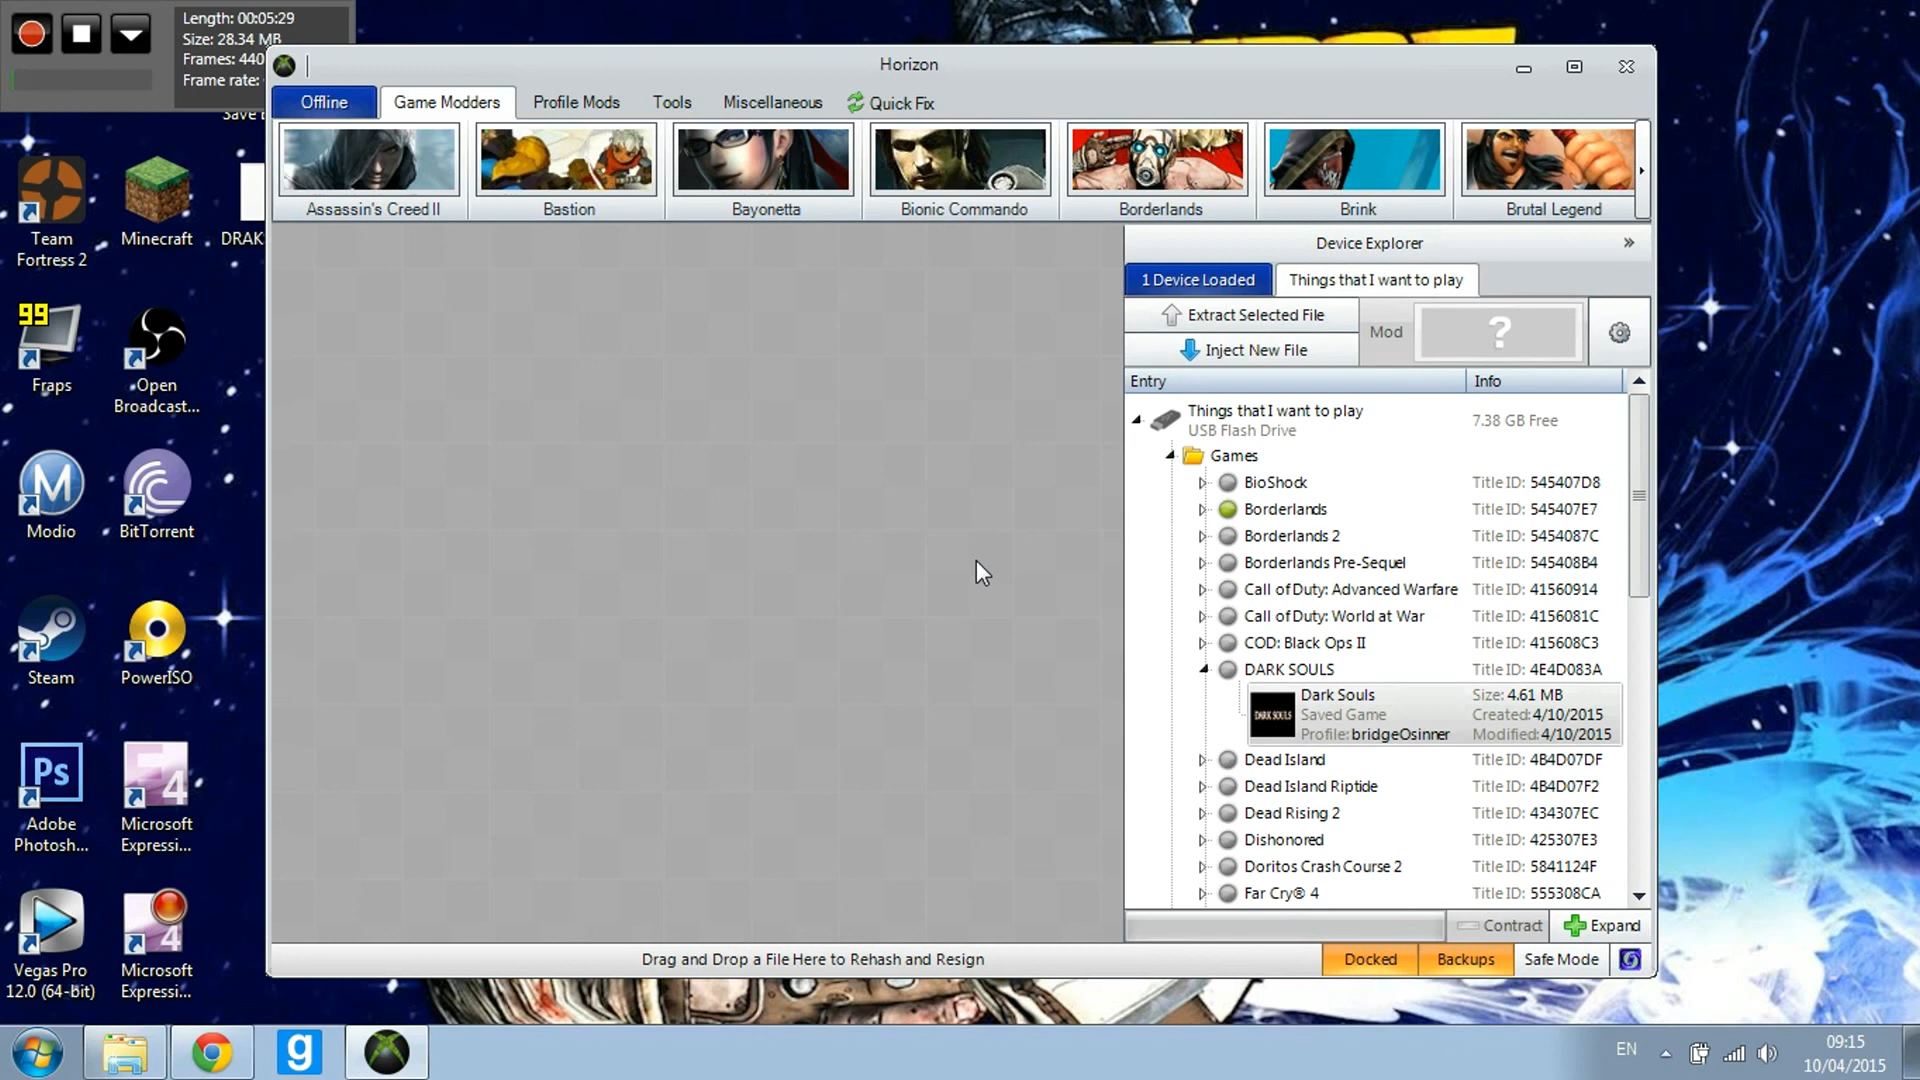 Length: 00:05:29
Size: 28.34 MB
Frames: 440
Frame rate:
Horizon
Offline
Game Modders
Profile Mods
Tools
Miscellaneous
Quick Fix
Assassin's Creed II
Bastion
Bayonetta
Bionic Commando
Borderlands
Brink
Brutal Legend
Team
Fortress 2
Minecraft
DRAK
99
Fraps
Open
Broadcast...
Modio
BitTorrent
Steam
PowerISO
Ps
Adobe
Photosh...
4
Microsoft
Expressi...
Vegas Pro
12.0 (64-bit)
4
Microsoft
Expressi...
Device Explorer »
1 Device Loaded
Things that I want to play
Extract Selected File
Inject New File
Mod
?
Entry
Info
Things that I want to play
USB Flash Drive
7.38 GB Free
Games
BioShock Title ID: 545407D8
Borderlands Title ID: 545407E7
Borderlands 2 Title ID: 5454087C
Borderlands Pre-Sequel Title ID: 545408B4
Call of Duty: Advanced Warfare Title ID: 41560914
Call of Duty: World at War Title ID: 4156081C
COD: Black Ops II Title ID: 415608C3
DARK SOULS Title ID: 4E4D083A
DARK SOULS
Dark Souls Size: 4.61 MB
Saved Game Created: 4/10/2015
Profile: bridgeOsinner Modified: 4/10/2015
Dead Island Title ID: 4B4D07DF
Dead Island Riptide Title ID: 4B4D07F2
Dead Rising 2 Title ID: 434307EC
Dishonored Title ID: 425307E3
Doritos Crash Course 2 Title ID: 5841124F
Far Cry® 4 Title ID: 555308CA
Contract
Expand
Drag and Drop a File Here to Rehash and Resign
Docked
Backups
Safe Mode
g
EN
09:15
10/04/2015